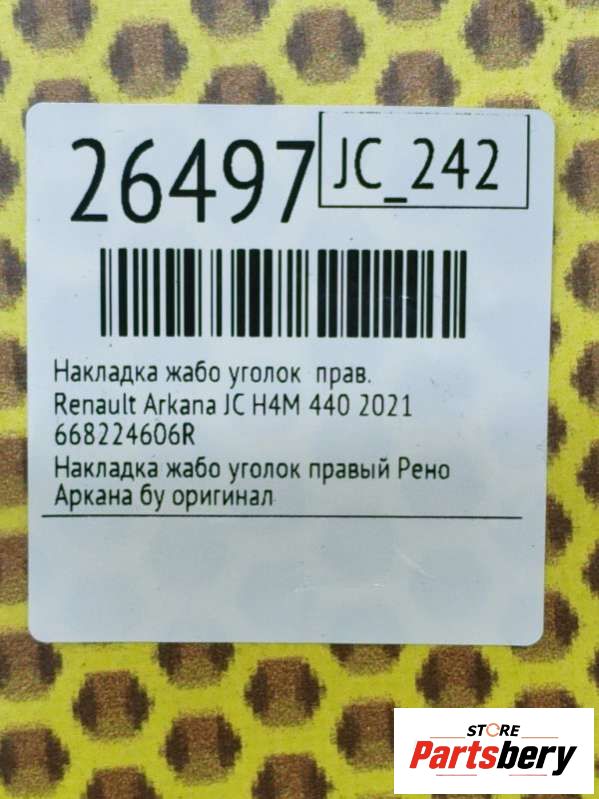 26497
JC_242
Накладка жабо уголок прав.
Renault Arkana JC H4M 440 2021
668224606R
Накладка жабо уголок правый Рено
Аркана бу оригинал
STORE
Partsbery